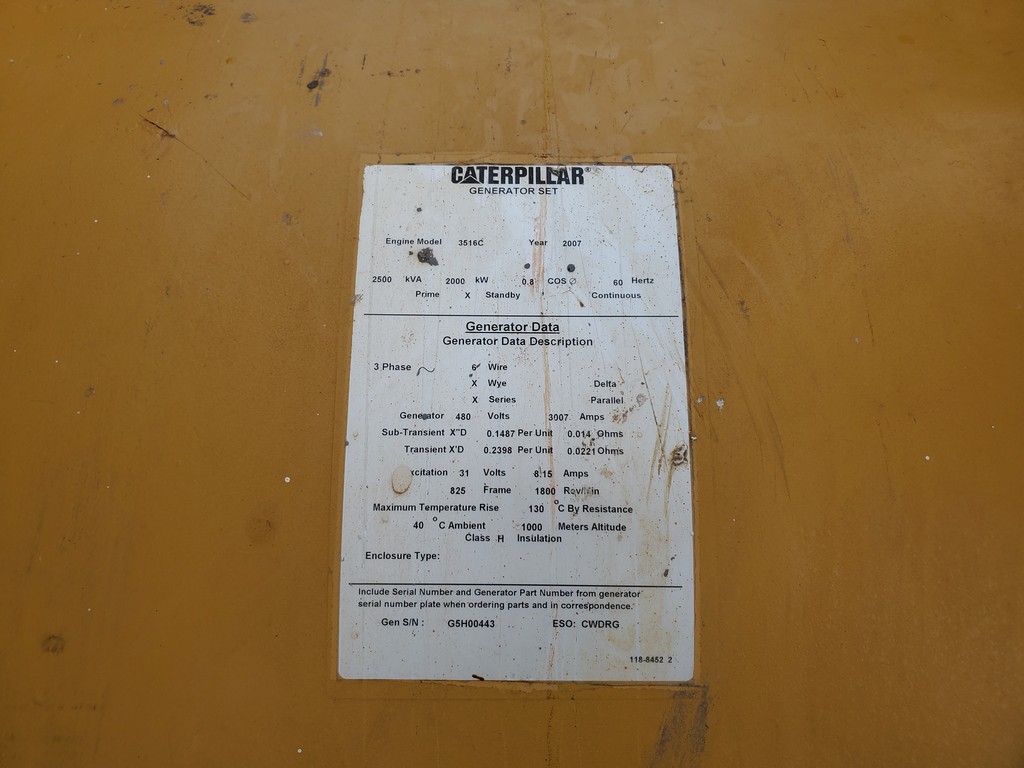 CATERPILLAR®
GENERATOR SET
Engine Model 3516C Year 2007
2500 kVA 2000 kW 0.8 COS Ø 60 Hertz
Prime X Standby Continuous
Generator Data
Generator Data Description
3 Phase ~ 6 Wire
X Wye Delta
X Series Parallel
Generator 480 Volts 3007 Amps
Sub-Transient X"D 0.1487 Per Unit 0.014 Ohms
Transient X'D 0.2398 Per Unit 0.0221 Ohms
xcitation 31 Volts 8.15 Amps
825 Frame 1800 Rev/Min
Maximum Temperature Rise 130 °C By Resistance
40 °C Ambient 1000 Meters Altitude
Class H Insulation
Enclosure Type:
Include Serial Number and Generator Part Number from generator
serial number plate when ordering parts and in correspondence.
Gen S/N : G5H00443 ESO: CWDRG
118-8452 2